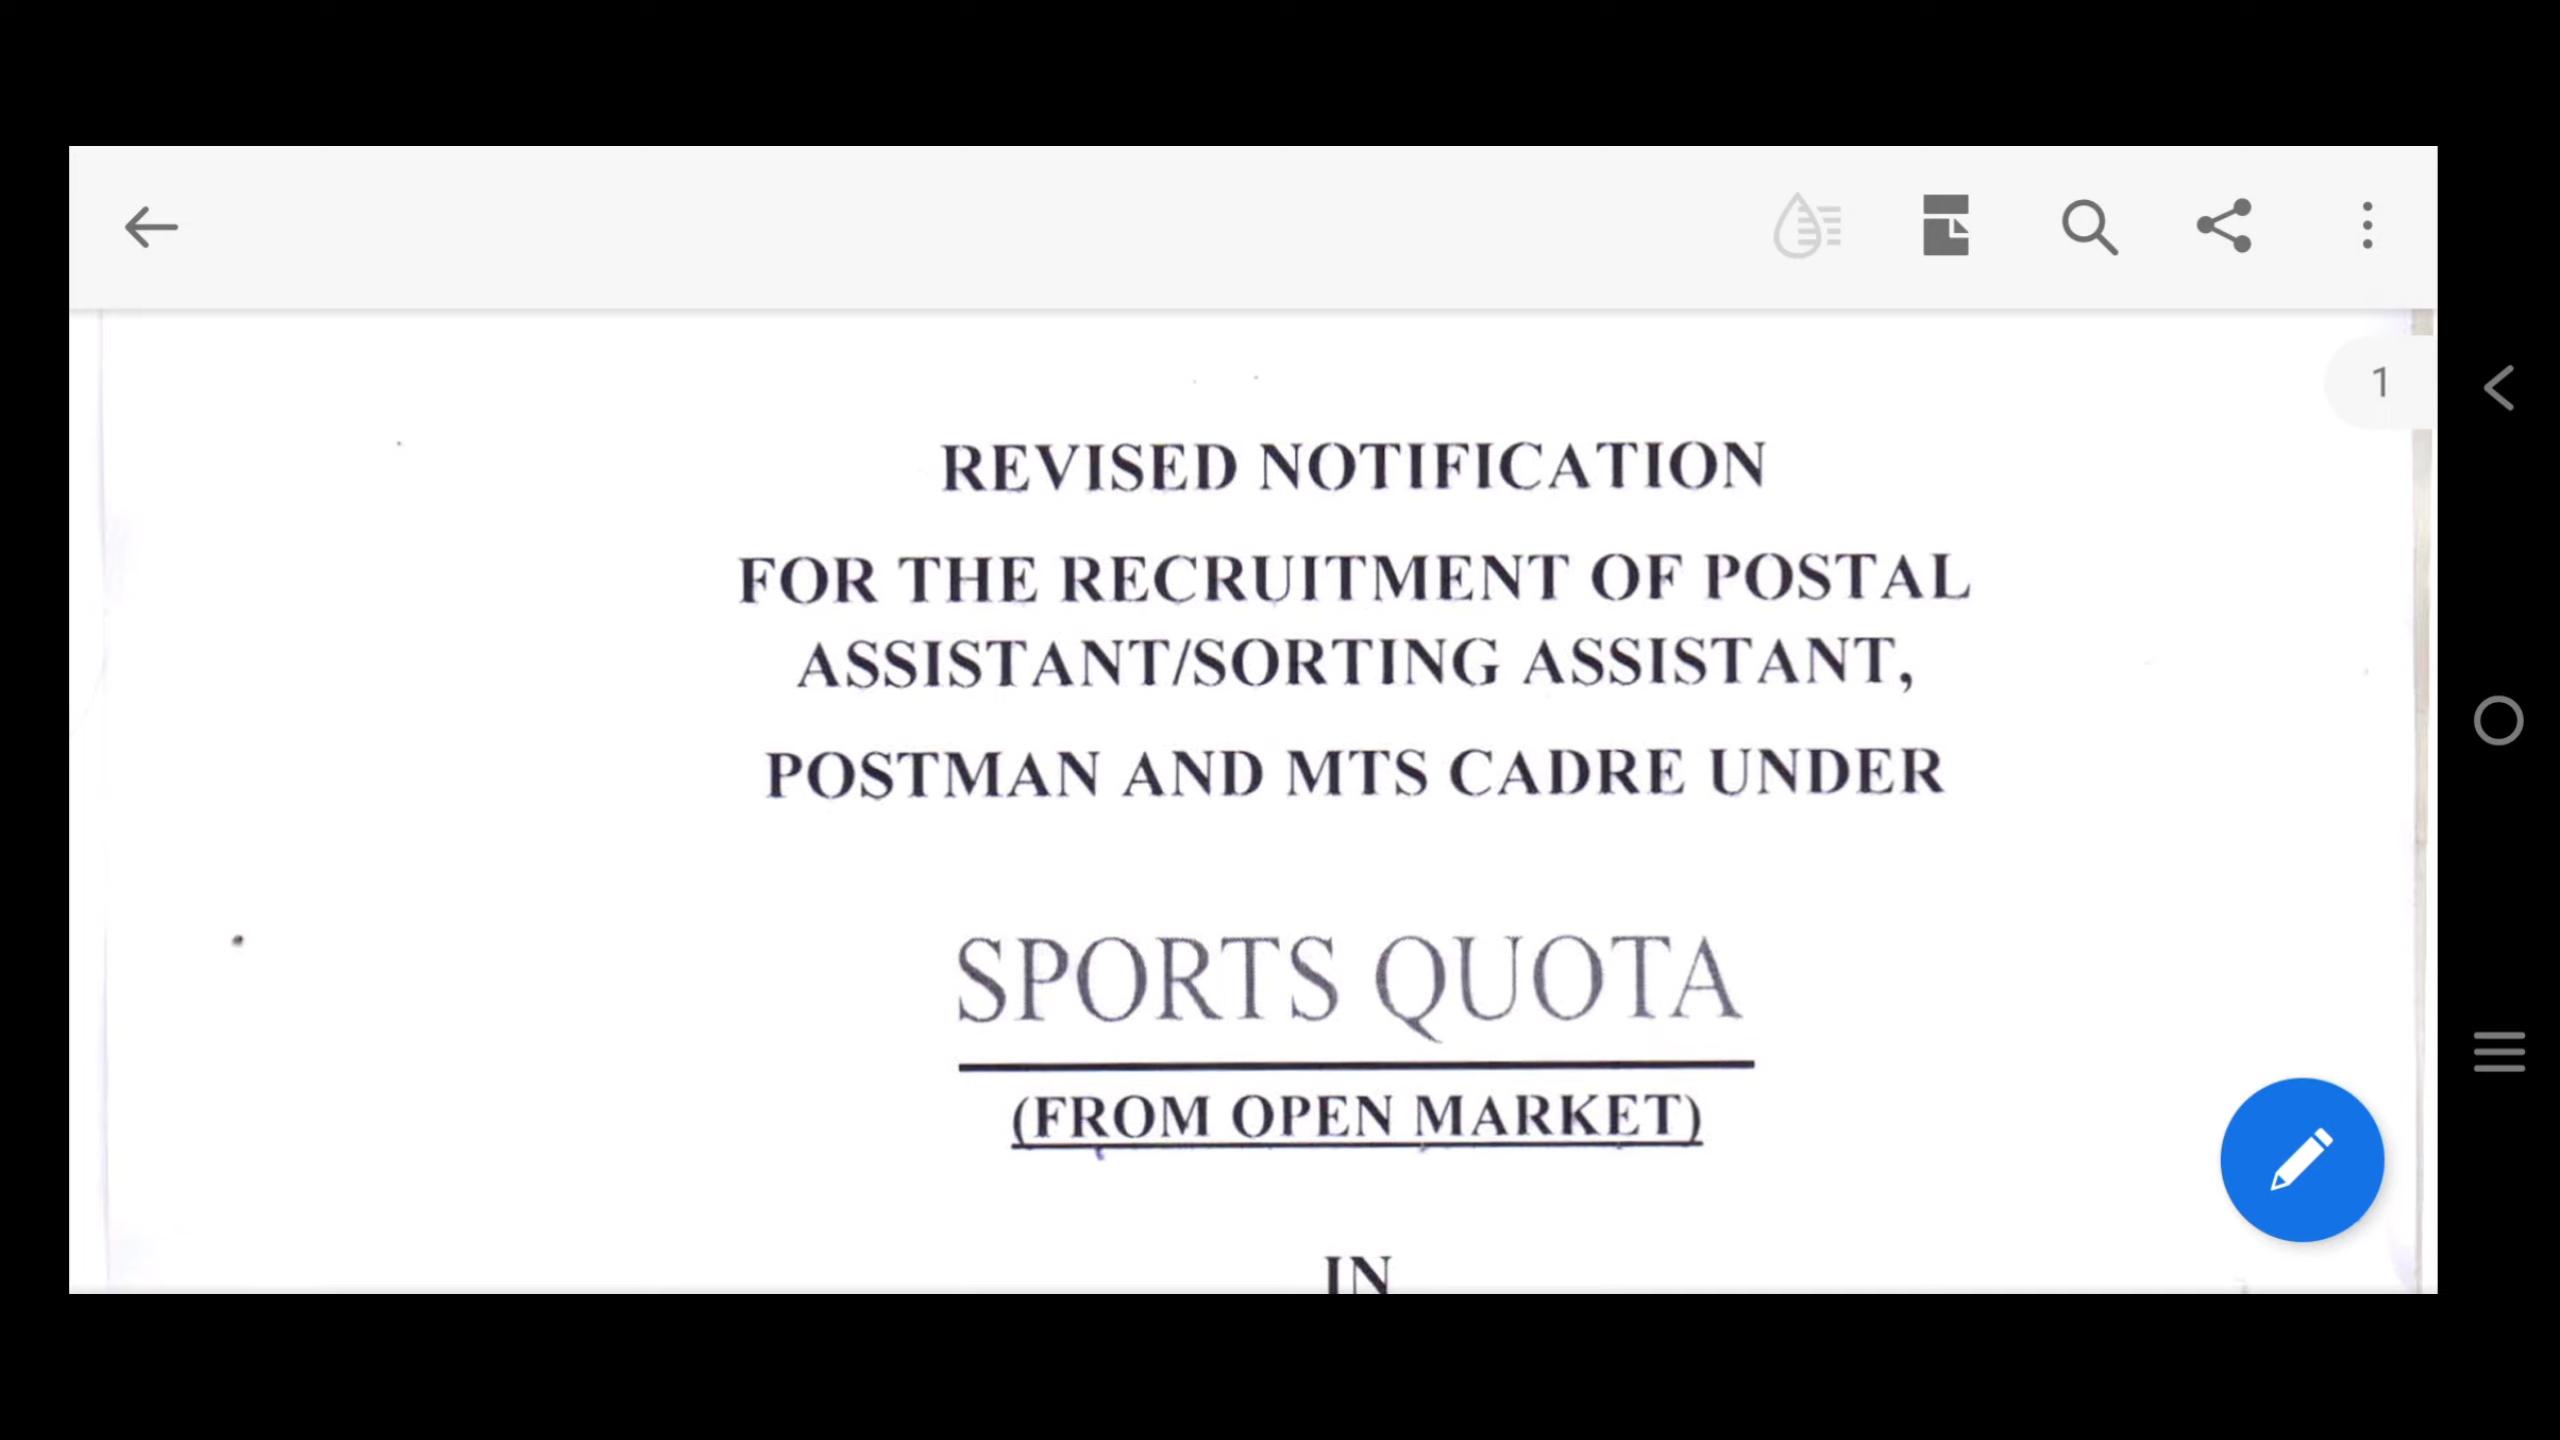 1
REVISED NOTIFICATION
FOR THE RECRUITMENT OF POSTAL
ASSISTANT/SORTING ASSISTANT,
POSTMAN AND MTS CADRE UNDER
SPORTS QUOTA
(FROM OPEN MARKET)
IN